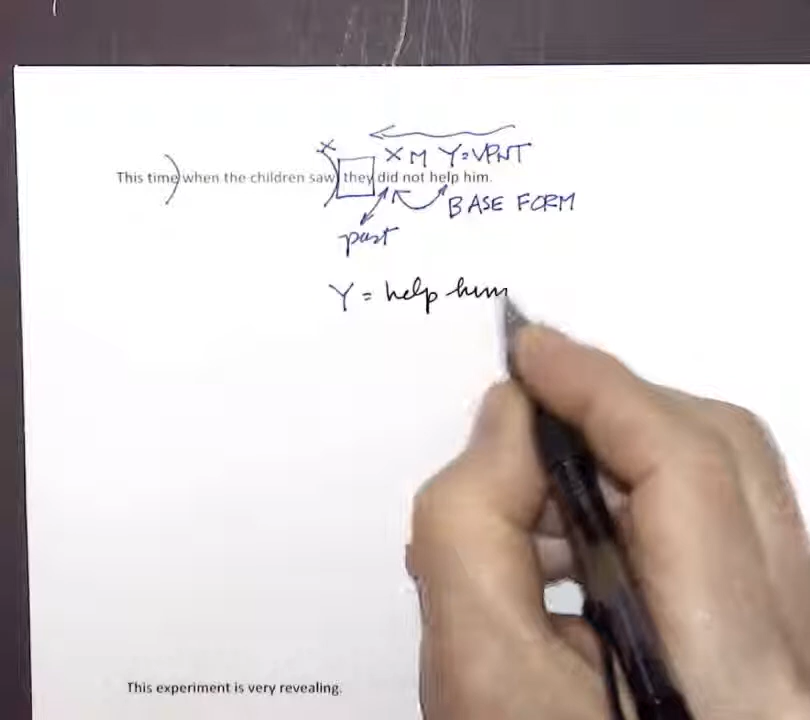 x
X M Y=VPNT
This time when the children saw they did not help him.
BASE FORM
past
Y = help him
This experiment is very revealing.